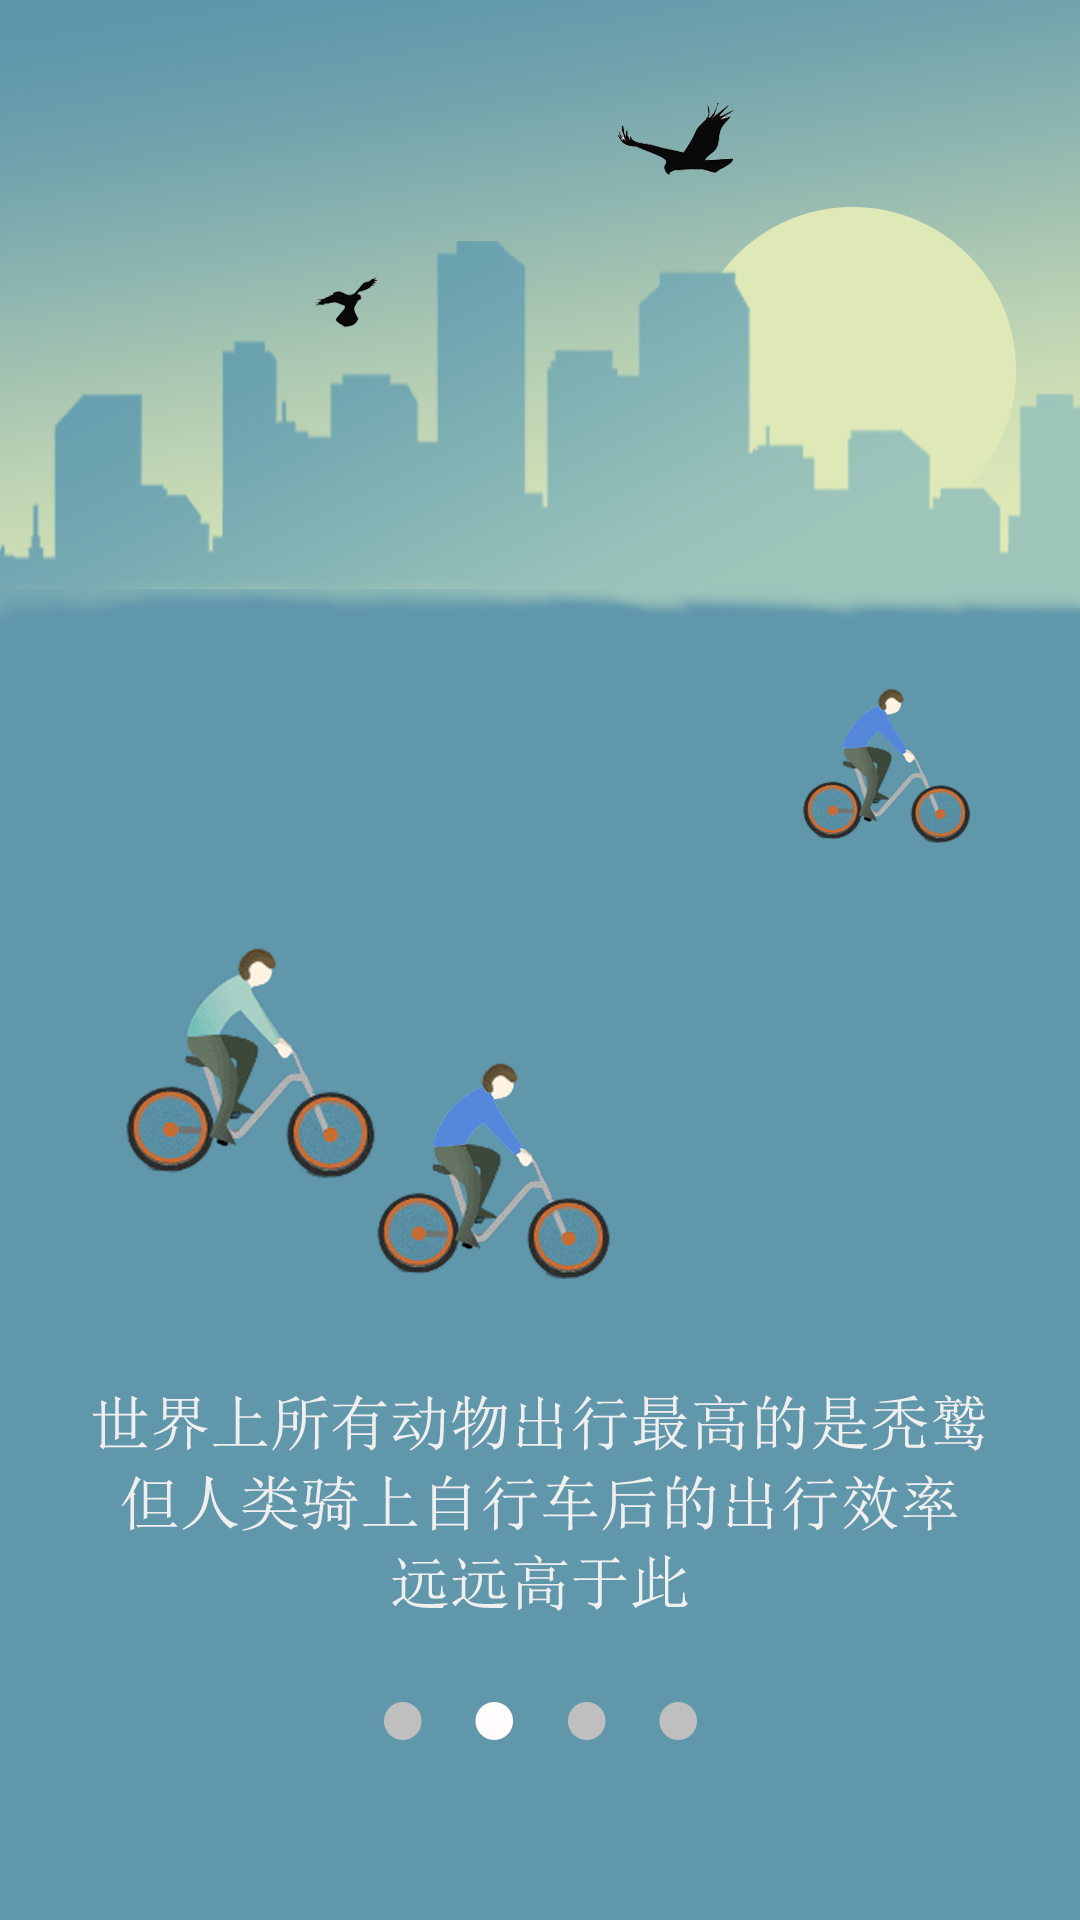 世界上所有动物出行最高的是秃鹫
但人类骑上自行车后的出行效率
远远高于此